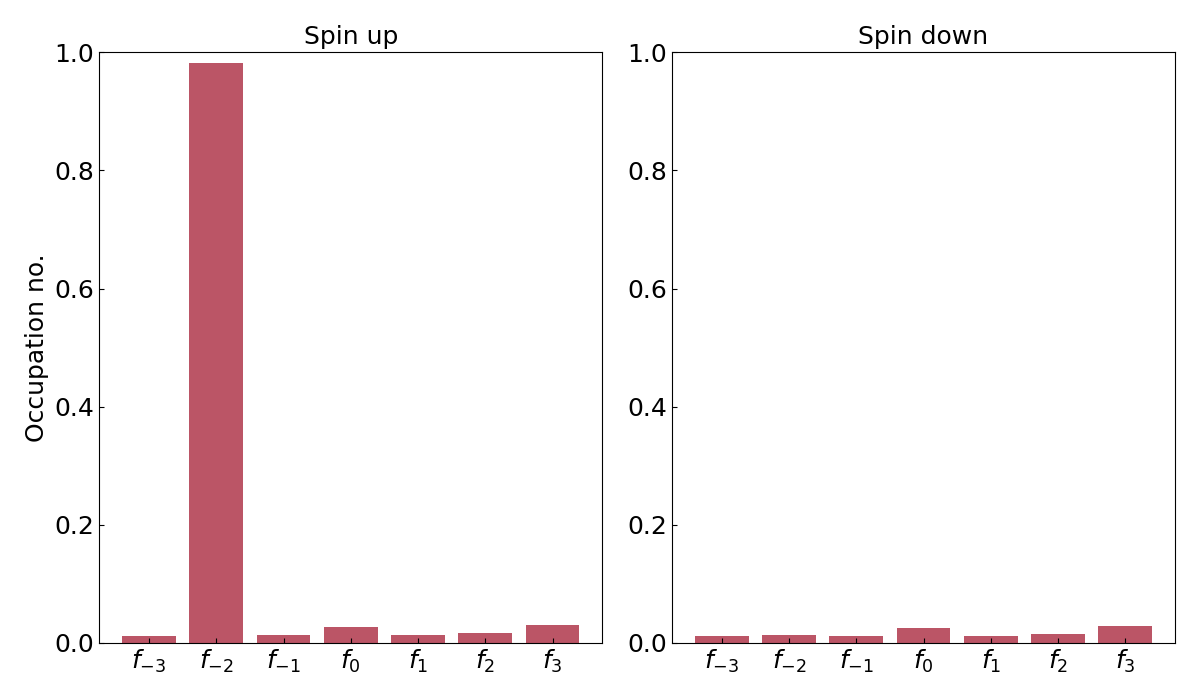 Spin up
Spin down
Occupation no.
1.0
0.8
0.6
0.4
0.2
0.0
f₋₃ f₋₂ f₋₁ f₀ f₁ f₂ f₃
1.0
0.8
0.6
0.4
0.2
0.0
f₋₃ f₋₂ f₋₁ f₀ f₁ f₂ f₃